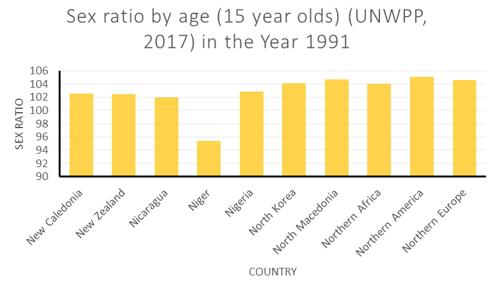 Sex ratio by age (15 year olds) (UNWPP,
2017) in the Year 1991
106
104
102
100
98
96
94
92
90
SEX RATIO
New Caledonia
New Zealand
Nicaragua
Niger
Nigeria
North Korea
North Macedonia
Northern Africa
Northern America
Northern Europe
COUNTRY